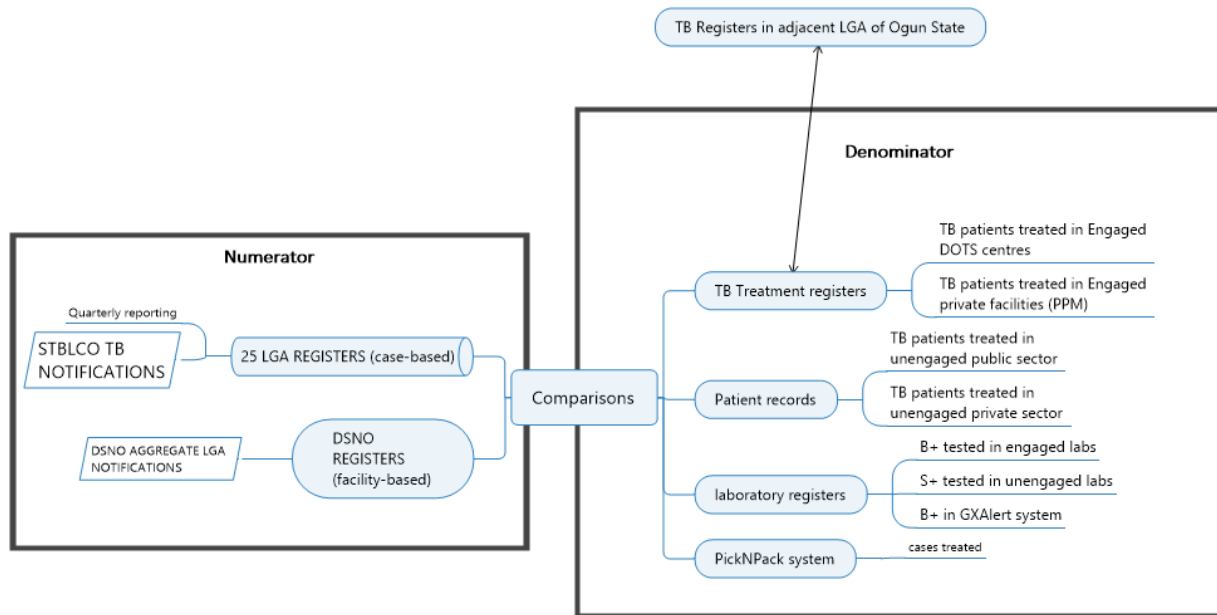 TB Registers in adjacent LGA of Ogun State
Denominator
Numerator
TB patients treated in Engaged
DOTS centres
TB Treatment registers
TB patients treated in Engaged
private facilities (PPM)
Quarterly reporting
STBLCO TB
NOTIFICATIONS
25 LGA REGISTERS (case-based)
Comparisons
TB patients treated in
unengaged public sector
Patient records
TB patients treated in
unengaged private sector
DSNO AGGREGATE LGA
NOTIFICATIONS
DSNO
REGISTERS
(facility-based)
B+ tested in engaged labs
laboratory registers
S+ tested in unengaged labs
B+ in GXAlert system
PickNPack system
cases treated